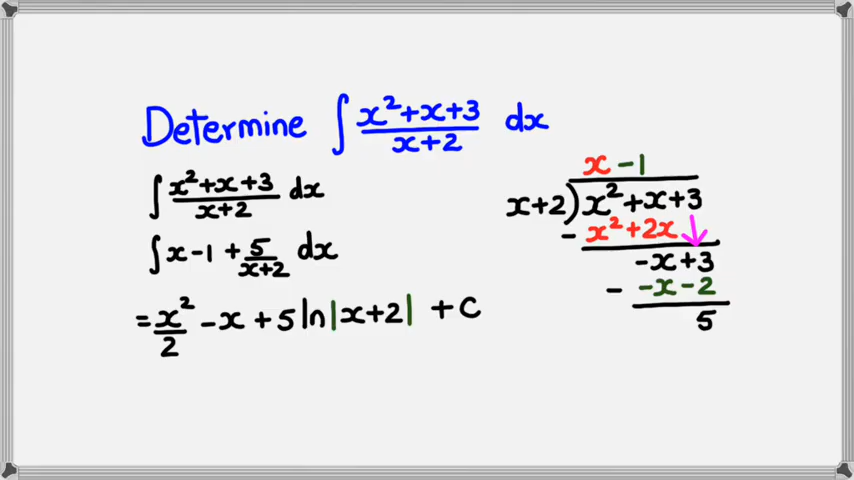 Determine ∫ x²+x+3 / x+2 dx
∫ x²+x+3 / x+2 dx
∫ x-1 + 5 / x+2 dx
= x² / 2 - x + 5 ln|x+2| + C
x -1
x+2)x²+x+3
- x²+2x ↓
-x+3
- -x-2
5